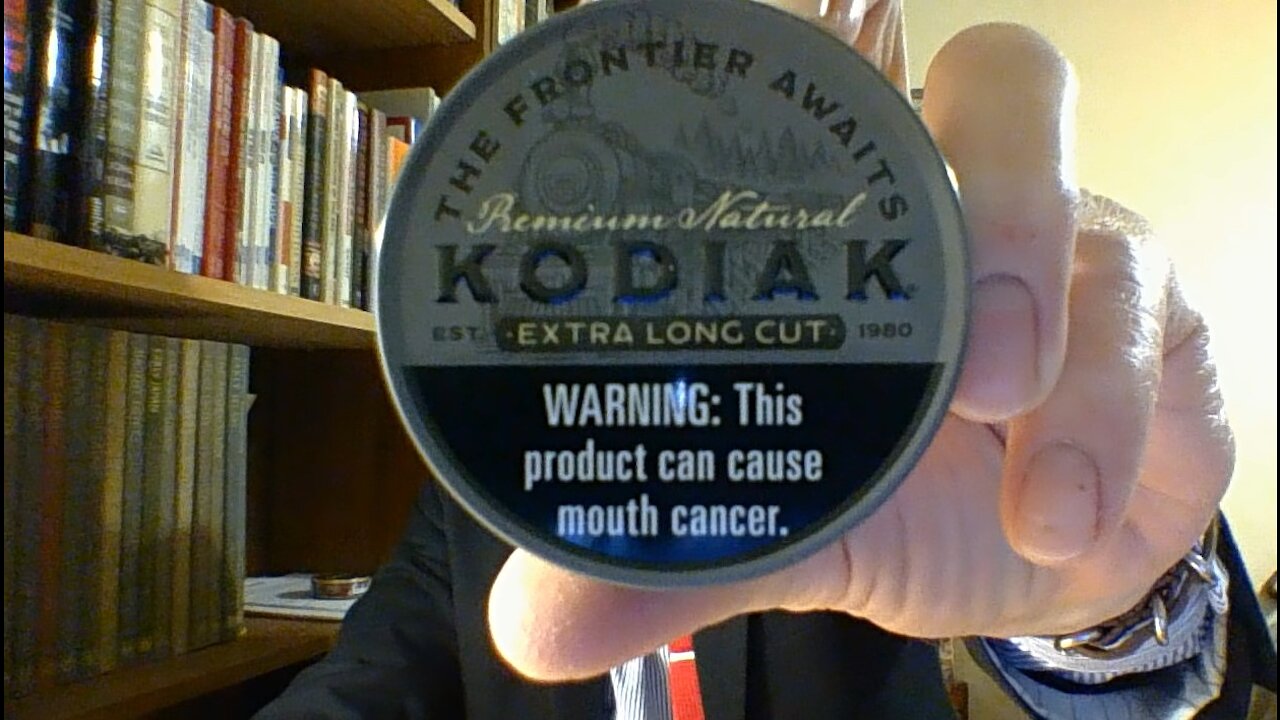 THE FRONTIER AWAITS
Premium Natural
KODIAK
EST. ·EXTRA LONG CUT· 1980
WARNING: This
product can cause
mouth cancer.